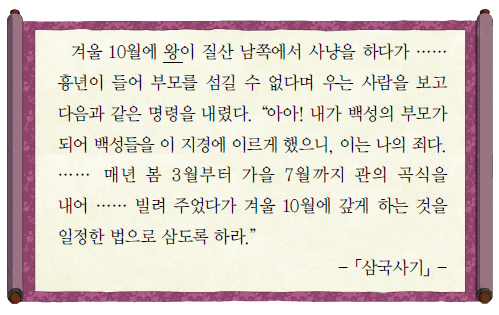 겨울 10월에 왕이 질산 남쪽에서 사냥을 하다가 ……
흉년이 들어 부모를 섬길 수 없다며 우는 사람을 보고
다음과 같은 명령을 내렸다. “아아! 내가 백성의 부모가
되어 백성들을 이 지경에 이르게 했으니, 이는 나의 죄다.
…… 매년 봄 3월부터 가을 7월까지 관의 곡식을
내어 …… 빌려 주었다가 겨울 10월에 갚게 하는 것을
일정한 법으로 삼도록 하라.”
－「삼국사기」－